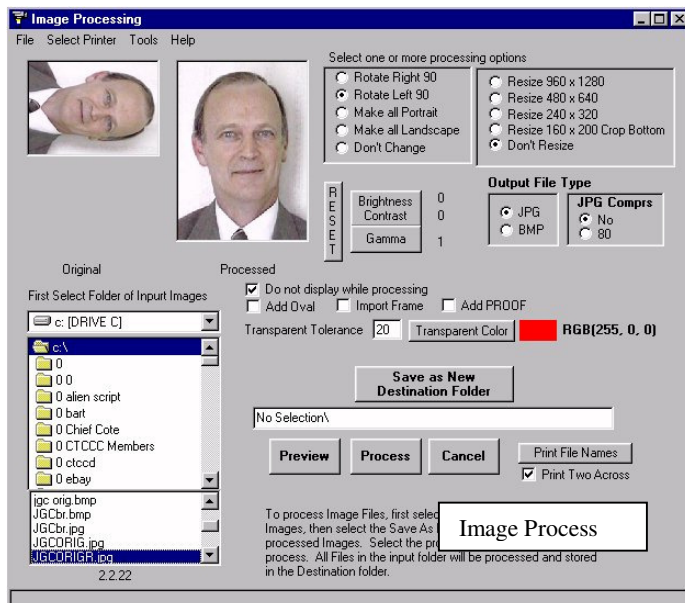 Image Processing
File Select Printer Tools Help
Select one or more processing options
Rotate Right 90
Rotate Left 90
Make all Portrait
Make all Landscape
Don't Change
Resize 960 x 1280
Resize 480 x 640
Resize 240 x 320
Resize 160 x 200 Crop Bottom
Don't Resize
RESET
Brightness 0
Contrast 0
Gamma 1
Output File Type
JPG
BMP
JPG Comprs
No
80
Original Processed
Do not display while processing
Add Oval Import Frame Add PROOF
Transparent Tolerance 20 Transparent Color RGB(255, 0, 0)
First Select Folder of Inpurt Images
c: [DRIVE C]
c:\
0
0 0
0 alien script
0 bart
0 Chief Cote
0 CTCCC Members
0 ctccd
0 ebay
Save as New
Destination Folder
No Selection\
Preview Process Cancel Print File Names
Print Two Across
jgc orig.bmp
JGCbr.bmp
JGCbr.jpg
JGCORIG.jpg
JGCORIGR.jpg
2.2.22
To process Image Files, first selec
Images, then select the Save As
processed Images. Select the pro
process. All Files in the input folder will be processed and stored
in the Destination folder.
Image Process